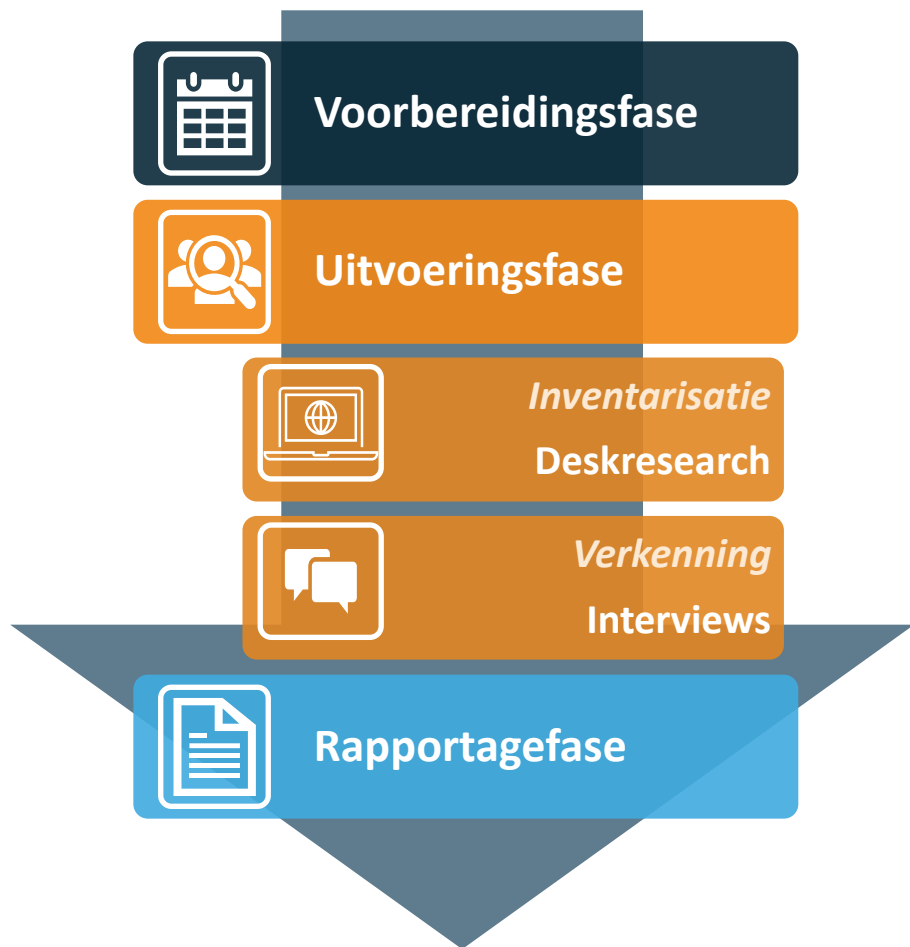 Voorbereidingsfase
Uitvoeringsfase
Inventarisatie
Deskresearch
Verkenning
Interviews
Rapportagefase